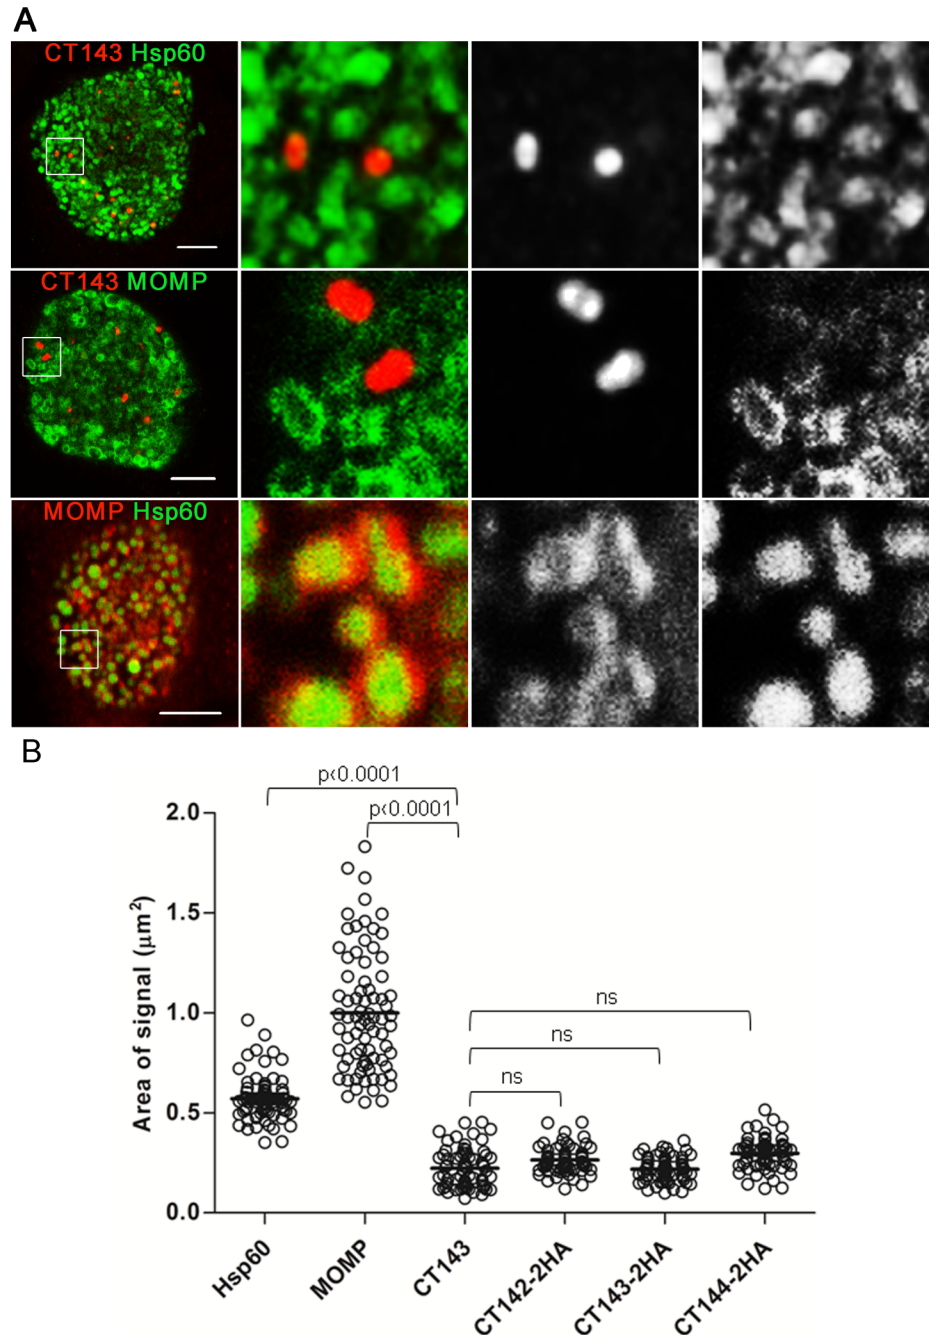 A
CT143 Hsp60
CT143 MOMP
MOMP Hsp60
B
p<0.0001
p<0.0001
ns
ns
ns
Area of signal (μm²)
2.0
1.5
1.0
0.5
0.0
Hsp60
MOMP
CT143
CT142-2HA
CT143-2HA
CT144-2HA